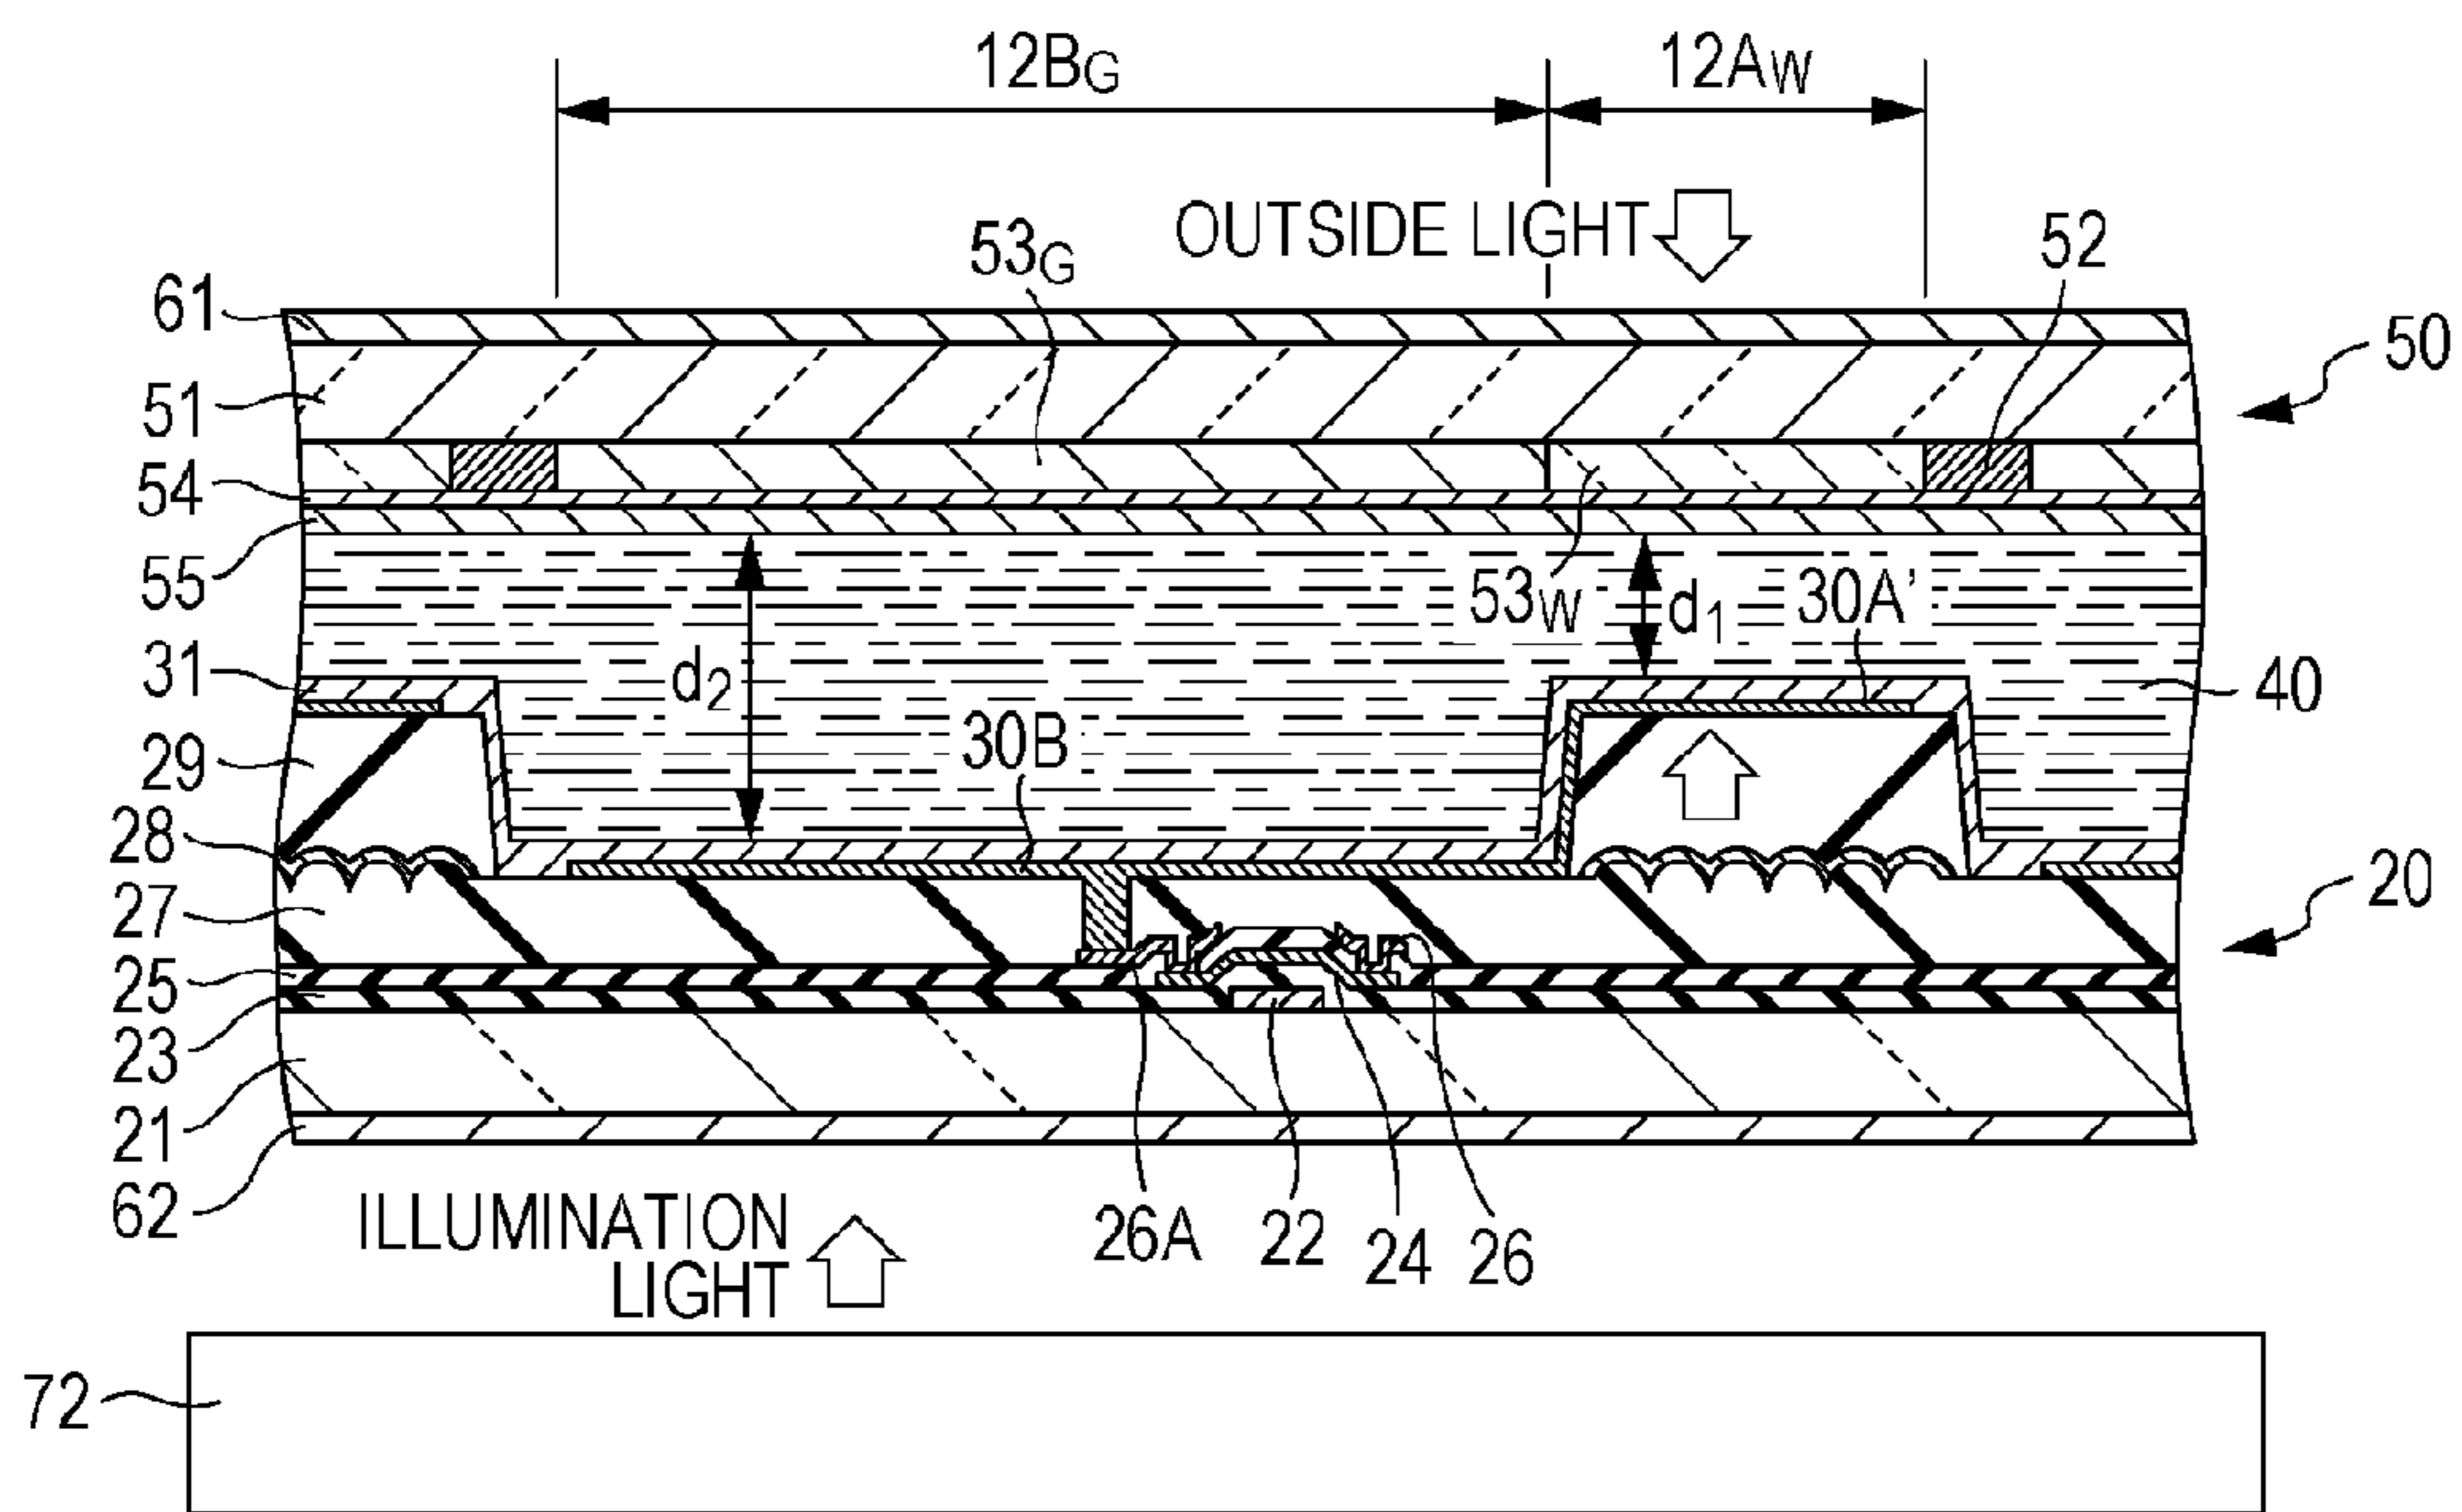 12BG
12AW
OUTSIDE LIGHT
53G
52
61
50
51
54
55
53W
d1
30A'
31
d2
40
29
30B
28
27
20
25
23
21
62
ILLUMINATION
LIGHT
26A
22
24
26
72